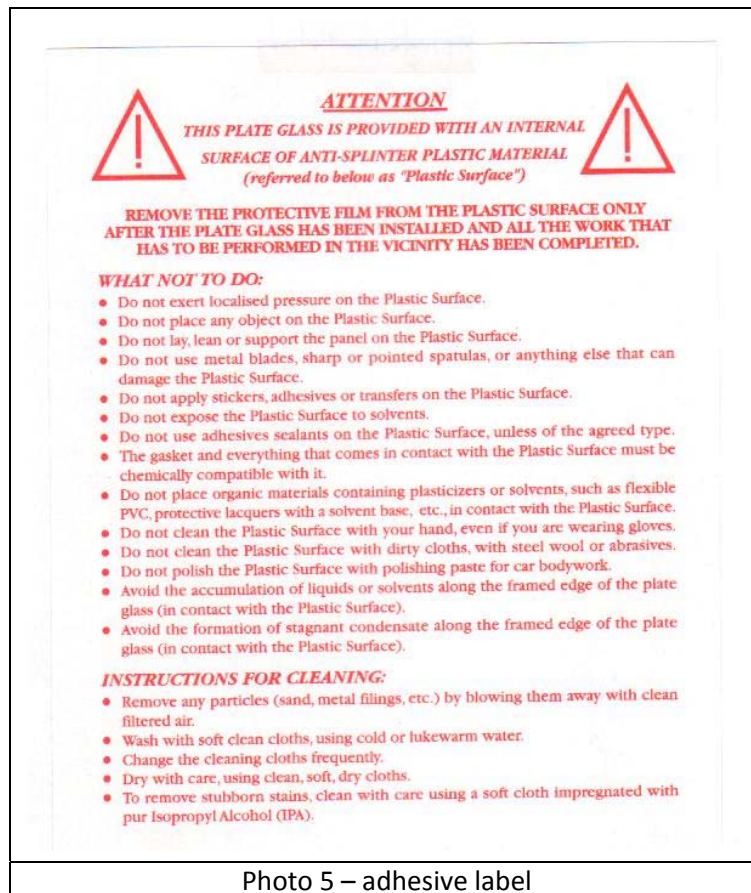 ATTENTION
THIS PLATE GLASS IS PROVIDED WITH AN INTERNAL
SURFACE OF ANTI-SPLINTER PLASTIC MATERIAL
(referred to below as "Plastic Surface")
REMOVE THE PROTECTIVE FILM FROM THE PLASTIC SURFACE ONLY
AFTER THE PLATE GLASS HAS BEEN INSTALLED AND ALL THE WORK THAT
HAS TO BE PERFORMED IN THE VICINITY HAS BEEN COMPLETED.
WHAT NOT TO DO:
• Do not exert localised pressure on the Plastic Surface.
• Do not place any object on the Plastic Surface.
• Do not lay, lean or support the panel on the Plastic Surface.
• Do not use metal blades, sharp or pointed spatulas, or anything else that can
damage the Plastic Surface.
• Do not apply stickers, adhesives or transfers on the Plastic Surface.
• Do not expose the Plastic Surface to solvents.
• Do not use adhesives sealants on the Plastic Surface, unless of the agreed type.
• The gasket and everything that comes in contact with the Plastic Surface must be
chemically compatible with it.
• Do not place organic materials containing plasticizers or solvents, such as flexible
PVC, protective lacquers with a solvent base, etc., in contact with the Plastic Surface.
• Do not clean the Plastic Surface with your hand, even if you are wearing gloves.
• Do not clean the Plastic Surface with dirty cloths, with steel wool or abrasives.
• Do not polish the Plastic Surface with polishing paste for car bodywork.
• Avoid the accumulation of liquids or solvents along the framed edge of the plate
glass (in contact with the Plastic Surface).
• Avoid the formation of stagnant condensate along the framed edge of the plate
glass (in contact with the Plastic Surface).
INSTRUCTIONS FOR CLEANING:
• Remove any particles (sand, metal filings, etc.) by blowing them away with clean
filtered air.
• Wash with soft clean cloths, using cold or lukewarm water.
• Change the cleaning cloths frequently.
• Dry with care, using clean, soft, dry cloths.
• To remove stubborn stains, clean with care using a soft cloth impregnated with
pur Isopropyl Alcohol (IPA).
Photo 5 – adhesive label